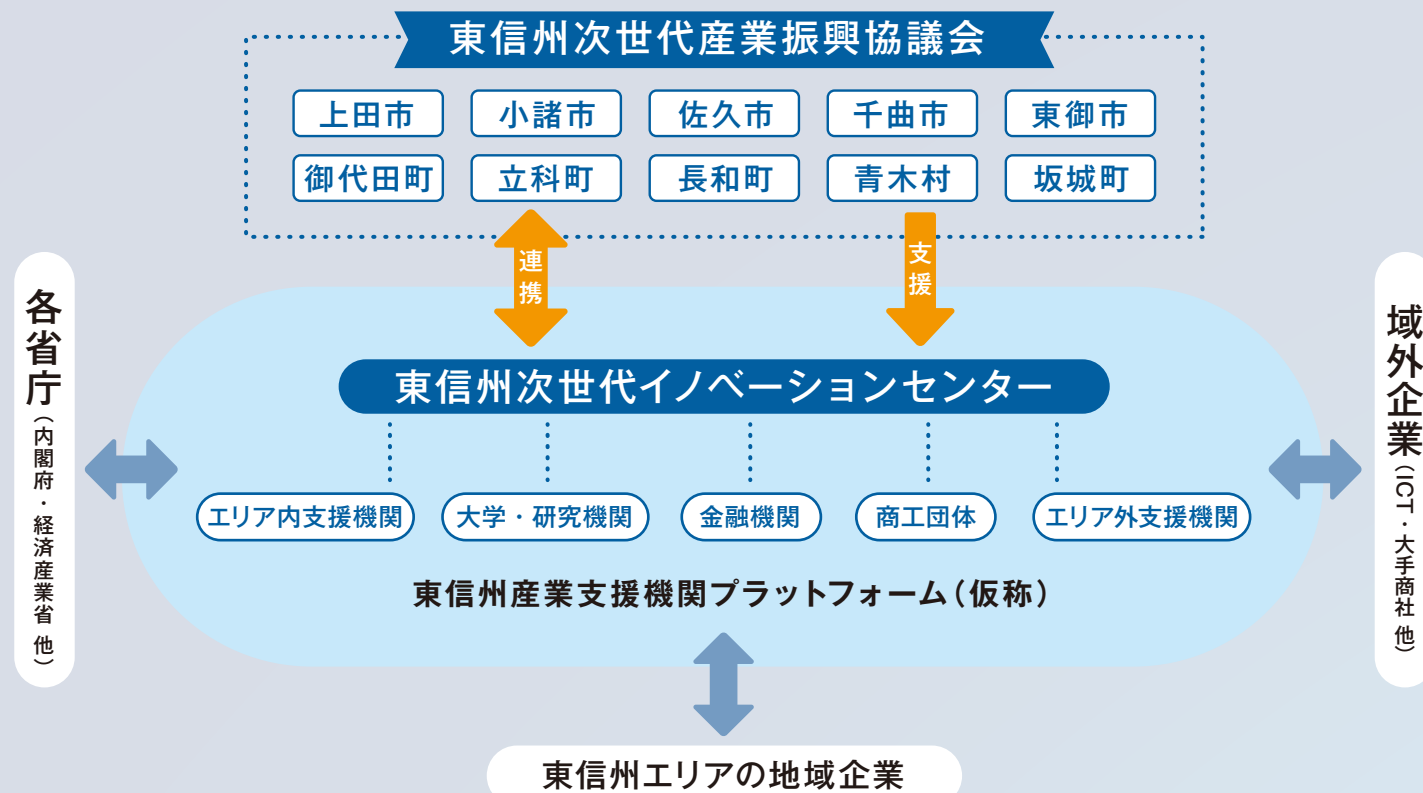 東信州次世代産業振興協議会
上田市
小諸市
佐久市
千曲市
東御市
御代田町
立科町
長和町
青木村
坂城町
連携
支援
各省庁（内閣府・経済産業省 他）
域外企業（ICT・大手商社 他）
東信州次世代イノベーションセンター
エリア内支援機関
大学・研究機関
金融機関
商工団体
エリア外支援機関
東信州産業支援機関プラットフォーム（仮称）
東信州エリアの地域企業